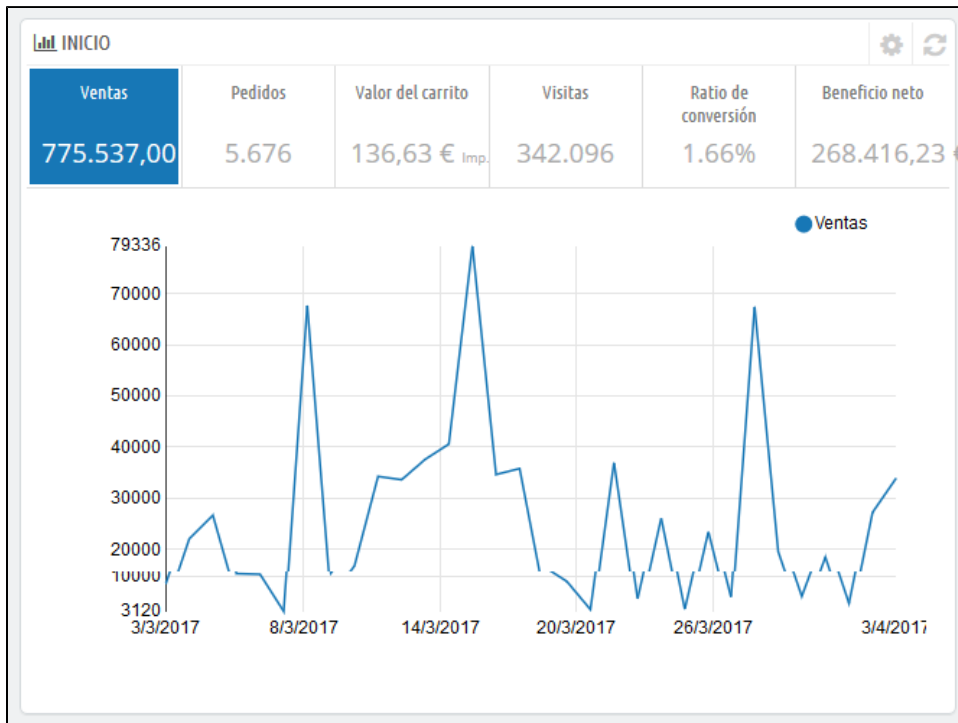 INICIO
Ventas
775.537,00
Pedidos
5.676
Valor del carrito
136,63 € Imp.
Visitas
342.096
Ratio de
conversión
1.66%
Beneficio neto
268.416,23 €
Ventas
79336
70000
60000
50000
40000
30000
20000
10000
3120
3/3/2017 8/3/2017 14/3/2017 20/3/2017 26/3/2017 3/4/2017